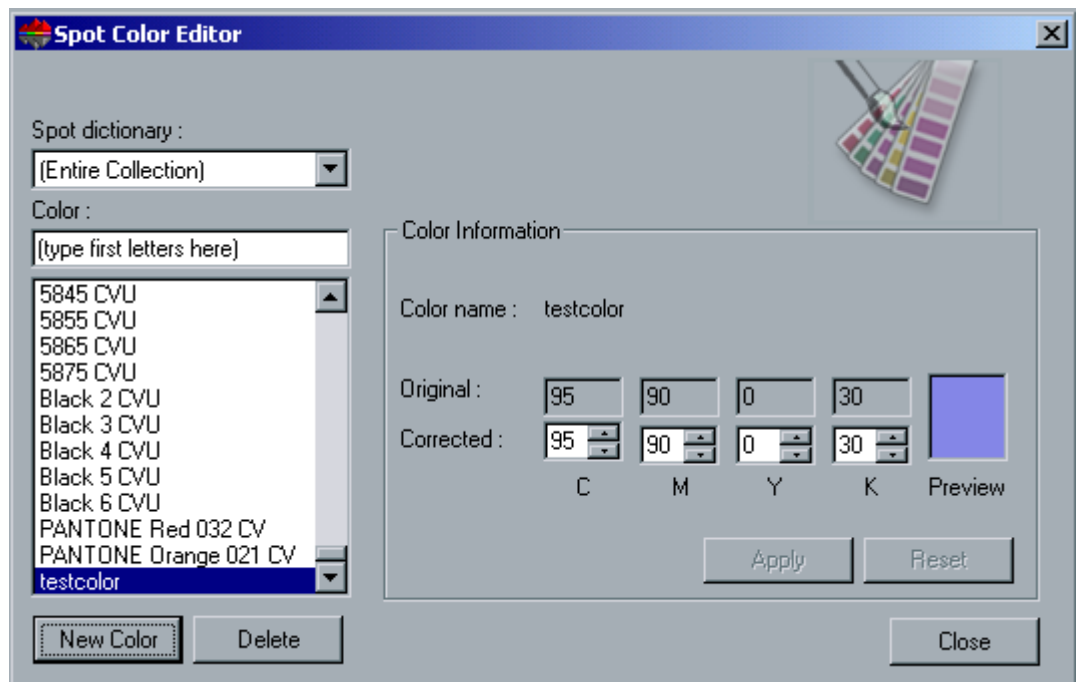 Spot Color Editor
Spot dictionary :
(Entire Collection)
Color :
(type first letters here)
5845 CVU
5855 CVU
5865 CVU
5875 CVU
Black 2 CVU
Black 3 CVU
Black 4 CVU
Black 5 CVU
Black 6 CVU
PANTONE Red 032 CV
PANTONE Orange 021 CV
testcolor
New Color Delete
Color Information
Color name : testcolor
Original : 95 90 0 30
Corrected : 95 90 0 30
C M Y K Preview
Apply Reset
Close